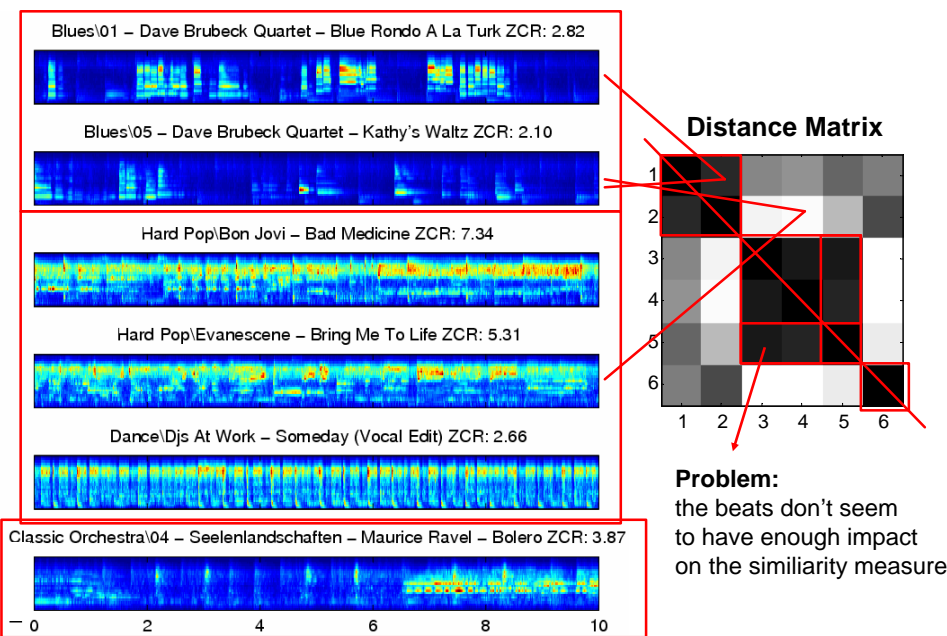 Blues\01 – Dave Brubeck Quartet – Blue Rondo A La Turk ZCR: 2.82
Blues\05 – Dave Brubeck Quartet – Kathy's Waltz ZCR: 2.10
Hard Pop\Bon Jovi – Bad Medicine ZCR: 7.34
Hard Pop\Evanescene – Bring Me To Life ZCR: 5.31
Dance\Djs At Work – Someday (Vocal Edit) ZCR: 2.66
Classic Orchestra\04 – Seelenlandschaften – Maurice Ravel – Bolero ZCR: 3.87
0 2 4 6 8 10
Distance Matrix
1
2
3
4
5
6
1 2 3 4 5 6
Problem:
the beats don't seem
to have enough impact
on the similiarity measure